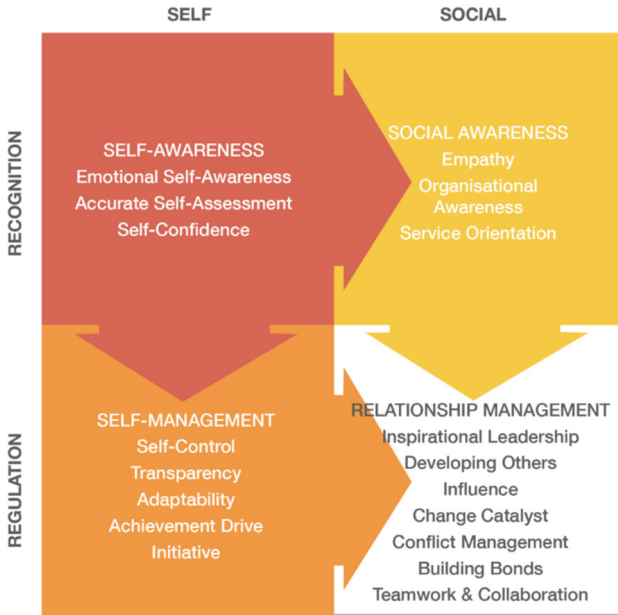 SELF
SOCIAL
RECOGNITION
SELF-AWARENESS
Emotional Self-Awareness
Accurate Self-Assessment
Self-Confidence
SOCIAL AWARENESS
Empathy
Organisational
Awareness
Service Orientation
REGULATION
SELF-MANAGEMENT
Self-Control
Transparency
Adaptability
Achievement Drive
Initiative
RELATIONSHIP MANAGEMENT
Inspirational Leadership
Developing Others
Influence
Change Catalyst
Conflict Management
Building Bonds
Teamwork & Collaboration